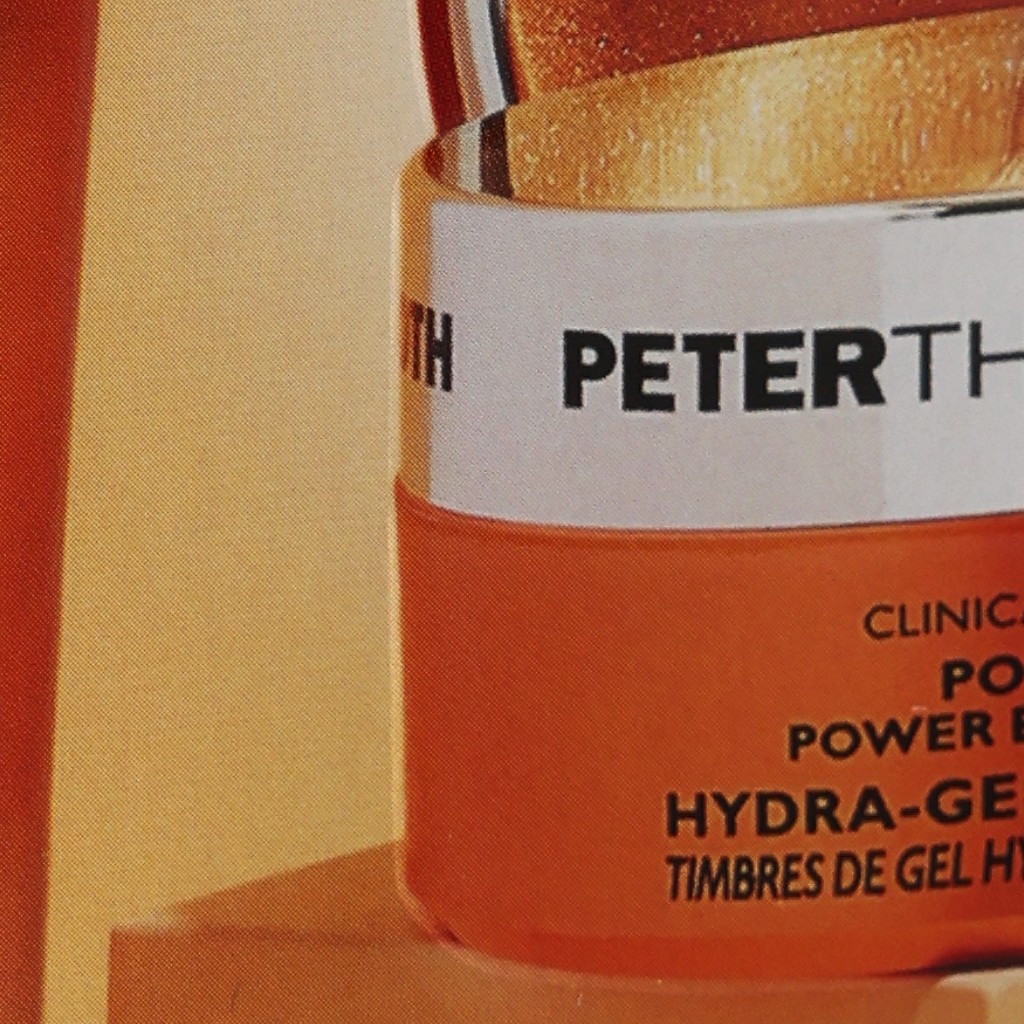 TH PETERTH
CLINICA
PO
POWER E
HYDRA-GE
TIMBRES DE GEL HY